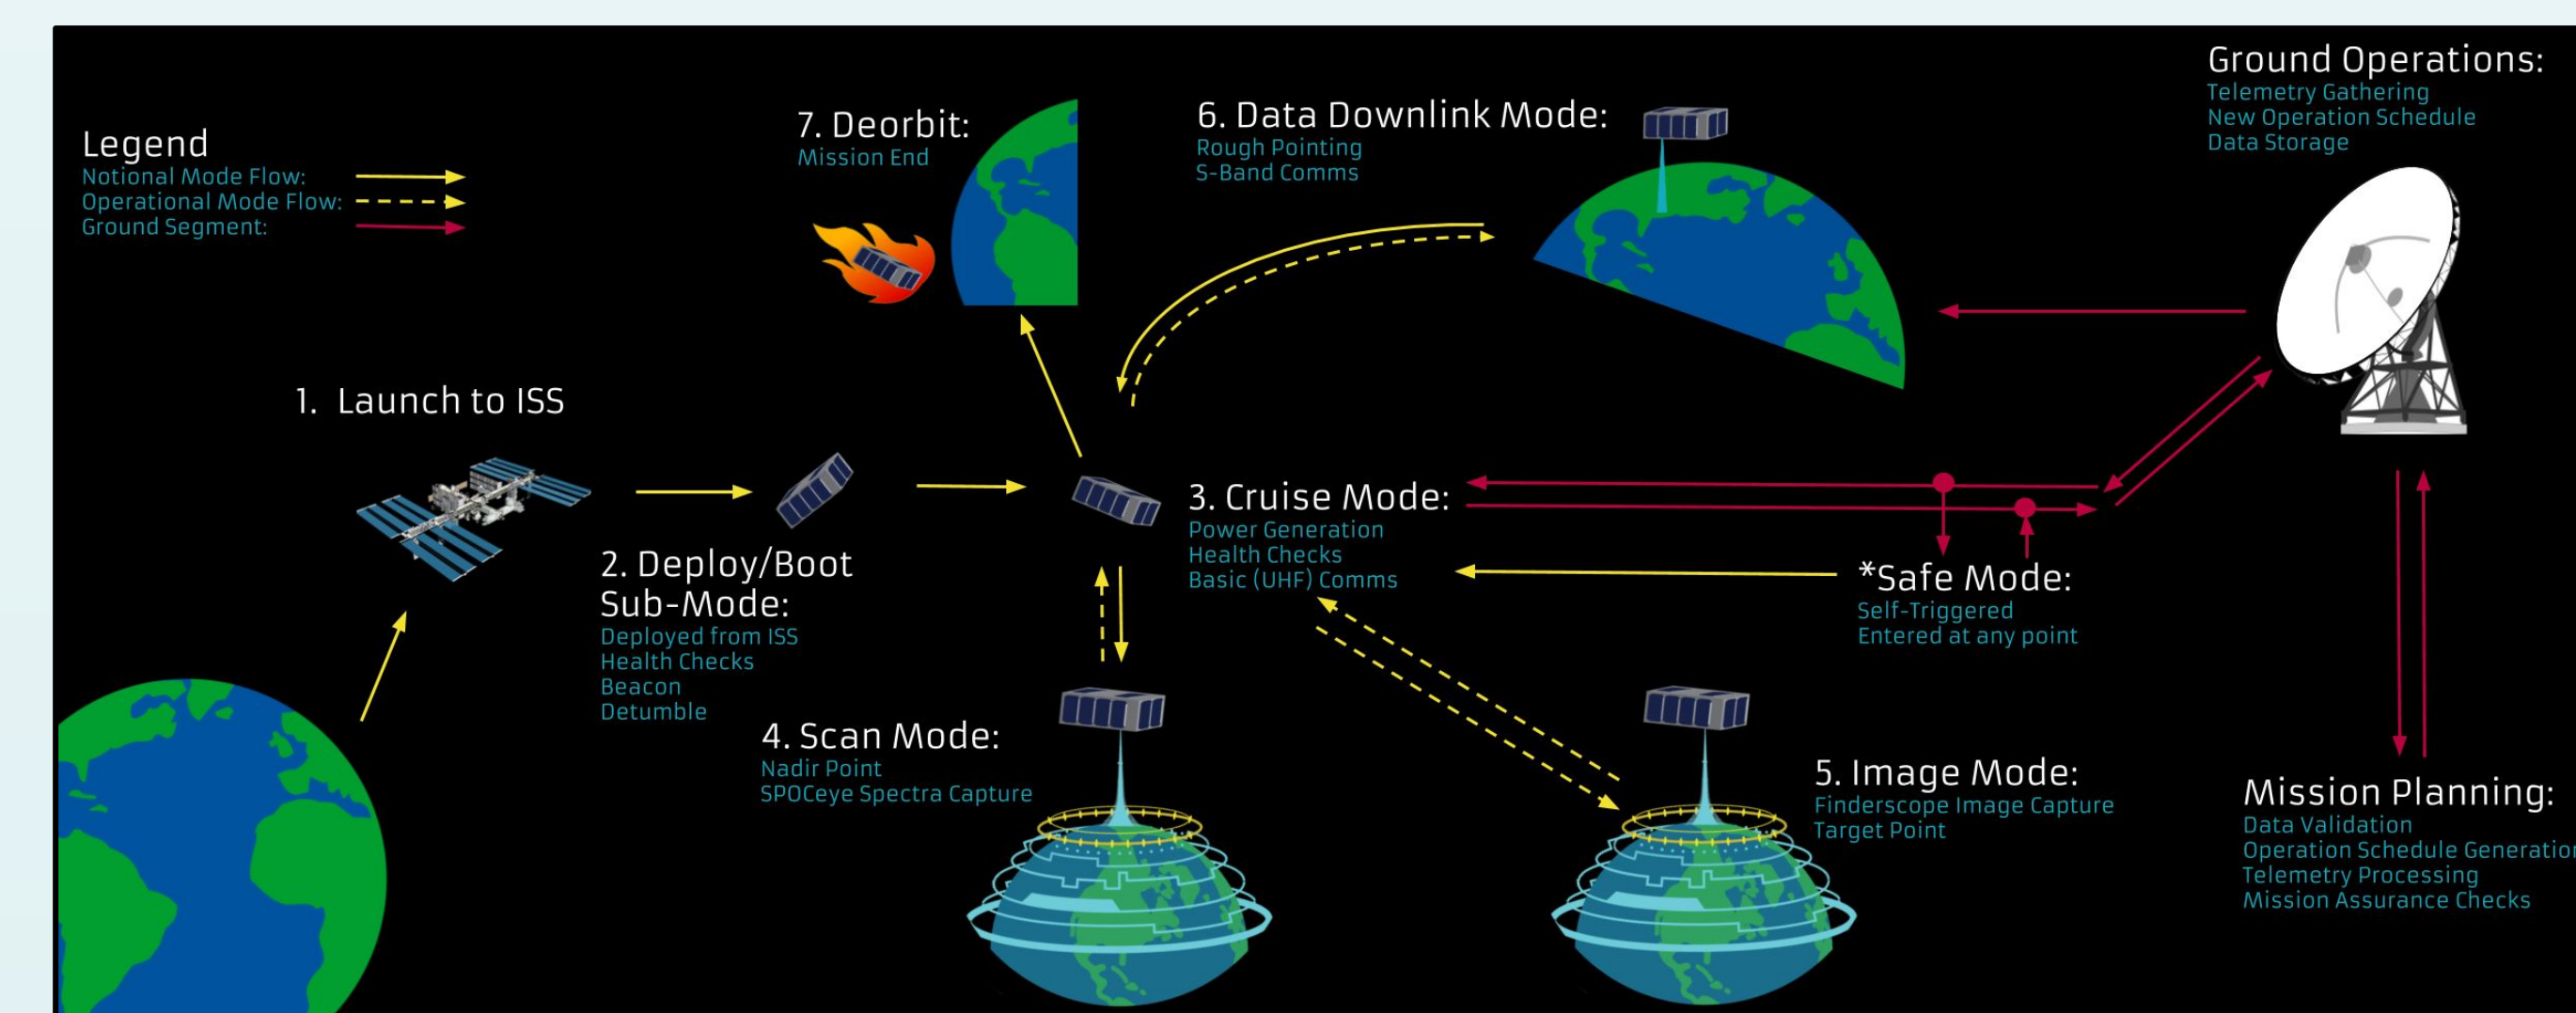 Legend
Notional Mode Flow:
Operational Mode Flow:
Ground Segment:
7. Deorbit:
Mission End
6. Data Downlink Mode:
Rough Pointing
S-Band Comms
Ground Operations:
Telemetry Gathering
New Operation Schedule
Data Storage
1. Launch to ISS
2. Deploy/Boot
Sub-Mode:
Deployed from ISS
Health Checks
Beacon
Detumble
3. Cruise Mode:
Power Generation
Health Checks
Basic (UHF) Comms
*Safe Mode:
Self-Triggered
Entered at any point
4. Scan Mode:
Nadir Point
SPOCeye Spectra Capture
5. Image Mode:
Finderscope Image Capture
Target Point
Mission Planning:
Data Validation
Operation Schedule Generation
Telemetry Processing
Mission Assurance Checks